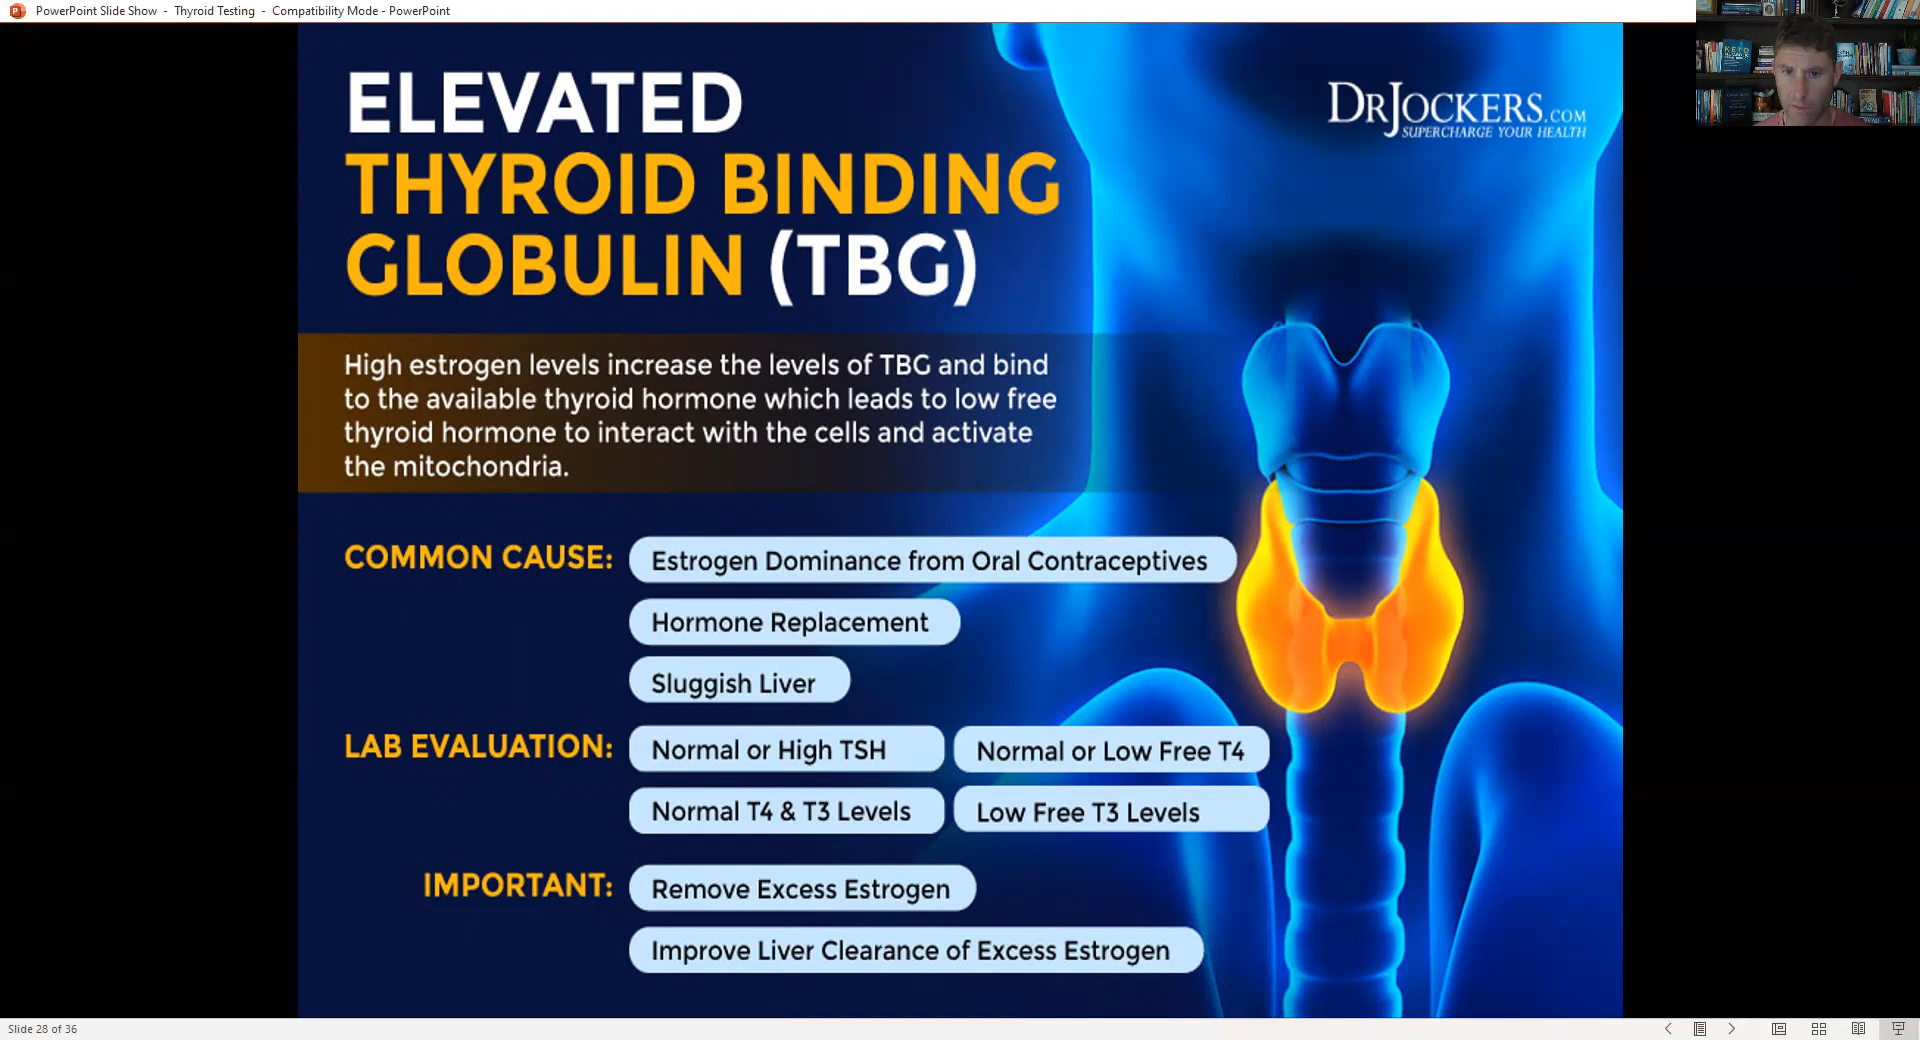 PowerPoint Slide Show - Thyroid Testing - Compatibility Mode - PowerPoint
ELEVATED
THYROID BINDING
GLOBULIN (TBG)
DRJOCKERS.COM
SUPERCHARGE YOUR HEALTH
High estrogen levels increase the levels of TBG and bind
to the available thyroid hormone which leads to low free
thyroid hormone to interact with the cells and activate
the mitochondria.
COMMON CAUSE: Estrogen Dominance from Oral Contraceptives
Hormone Replacement
Sluggish Liver
LAB EVALUATION: Normal or High TSH Normal or Low Free T4
Normal T4 & T3 Levels Low Free T3 Levels
IMPORTANT: Remove Excess Estrogen
Improve Liver Clearance of Excess Estrogen
Slide 28 of 36
KETO